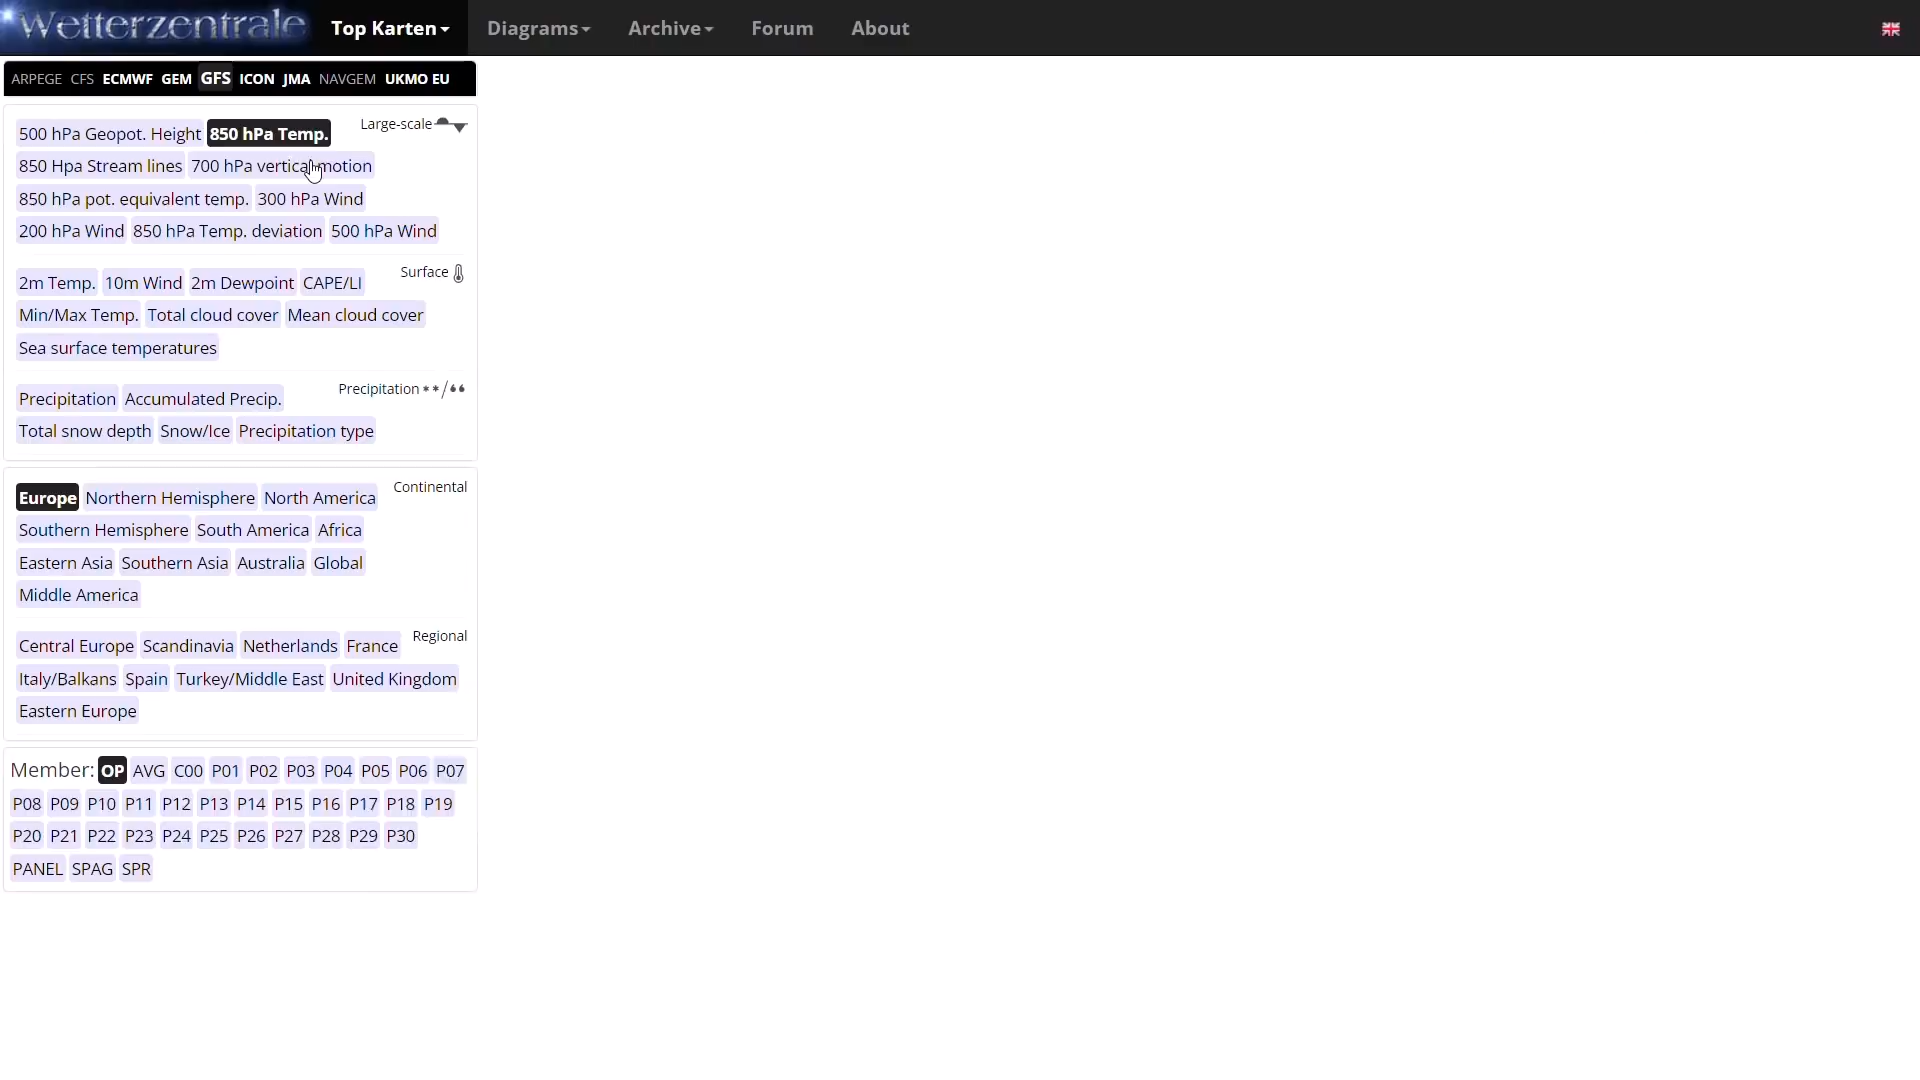 Wetterzentrale Top Karten Diagrams Archive Forum About
ARPEGE CFS ECMWF GEM GFS ICON JMA NAVGEM UKMO EU
500 hPa Geopot. Height 850 hPa Temp. Large-scale
850 Hpa Stream lines 700 hPa vertical motion
850 hPa pot. equivalent temp. 300 hPa Wind
200 hPa Wind 850 hPa Temp. deviation 500 hPa Wind
2m Temp. 10m Wind 2m Dewpoint CAPE/LI Surface
Min/Max Temp. Total cloud cover Mean cloud cover
Sea surface temperatures
Precipitation Accumulated Precip. Precipitation **/
Total snow depth Snow/Ice Precipitation type
Europe Northern Hemisphere North America Continental
Southern Hemisphere South America Africa
Eastern Asia Southern Asia Australia Global
Middle America
Central Europe Scandinavia Netherlands France Regional
Italy/Balkans Spain Turkey/Middle East United Kingdom
Eastern Europe
Member: OP AVG C00 P01 P02 P03 P04 P05 P06 P07
P08 P09 P10 P11 P12 P13 P14 P15 P16 P17 P18 P19
P20 P21 P22 P23 P24 P25 P26 P27 P28 P29 P30
PANEL SPAG SPR